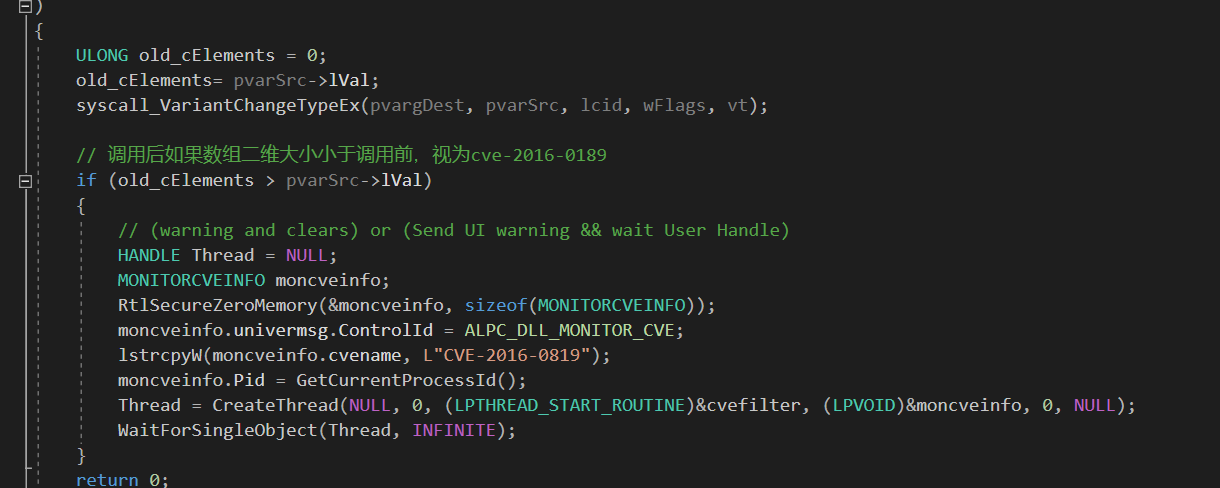 )
{
ULONG old_cElements = 0;
old_cElements= pvarSrc->lVal;
syscall_VariantChangeTypeEx(pvargDest, pvarSrc, lcid, wFlags, vt);
// 调用后如果数组二维大小小于调用前，视为cve-2016-0189
if (old_cElements > pvarSrc->lVal)
{
// (warning and clears) or (Send UI warning && wait User Handle)
HANDLE Thread = NULL;
MONITORCVEINFO moncveinfo;
RtlSecureZeroMemory(&moncveinfo, sizeof(MONITORCVEINFO));
moncveinfo.univermsg.ControlId = ALPC_DLL_MONITOR_CVE;
lstrcpyW(moncveinfo.cvename, L"CVE-2016-0819");
moncveinfo.Pid = GetCurrentProcessId();
Thread = CreateThread(NULL, 0, (LPTHREAD_START_ROUTINE)&cvefilter, (LPVOID)&moncveinfo, 0, NULL);
WaitForSingleObject(Thread, INFINITE);
}
return 0;